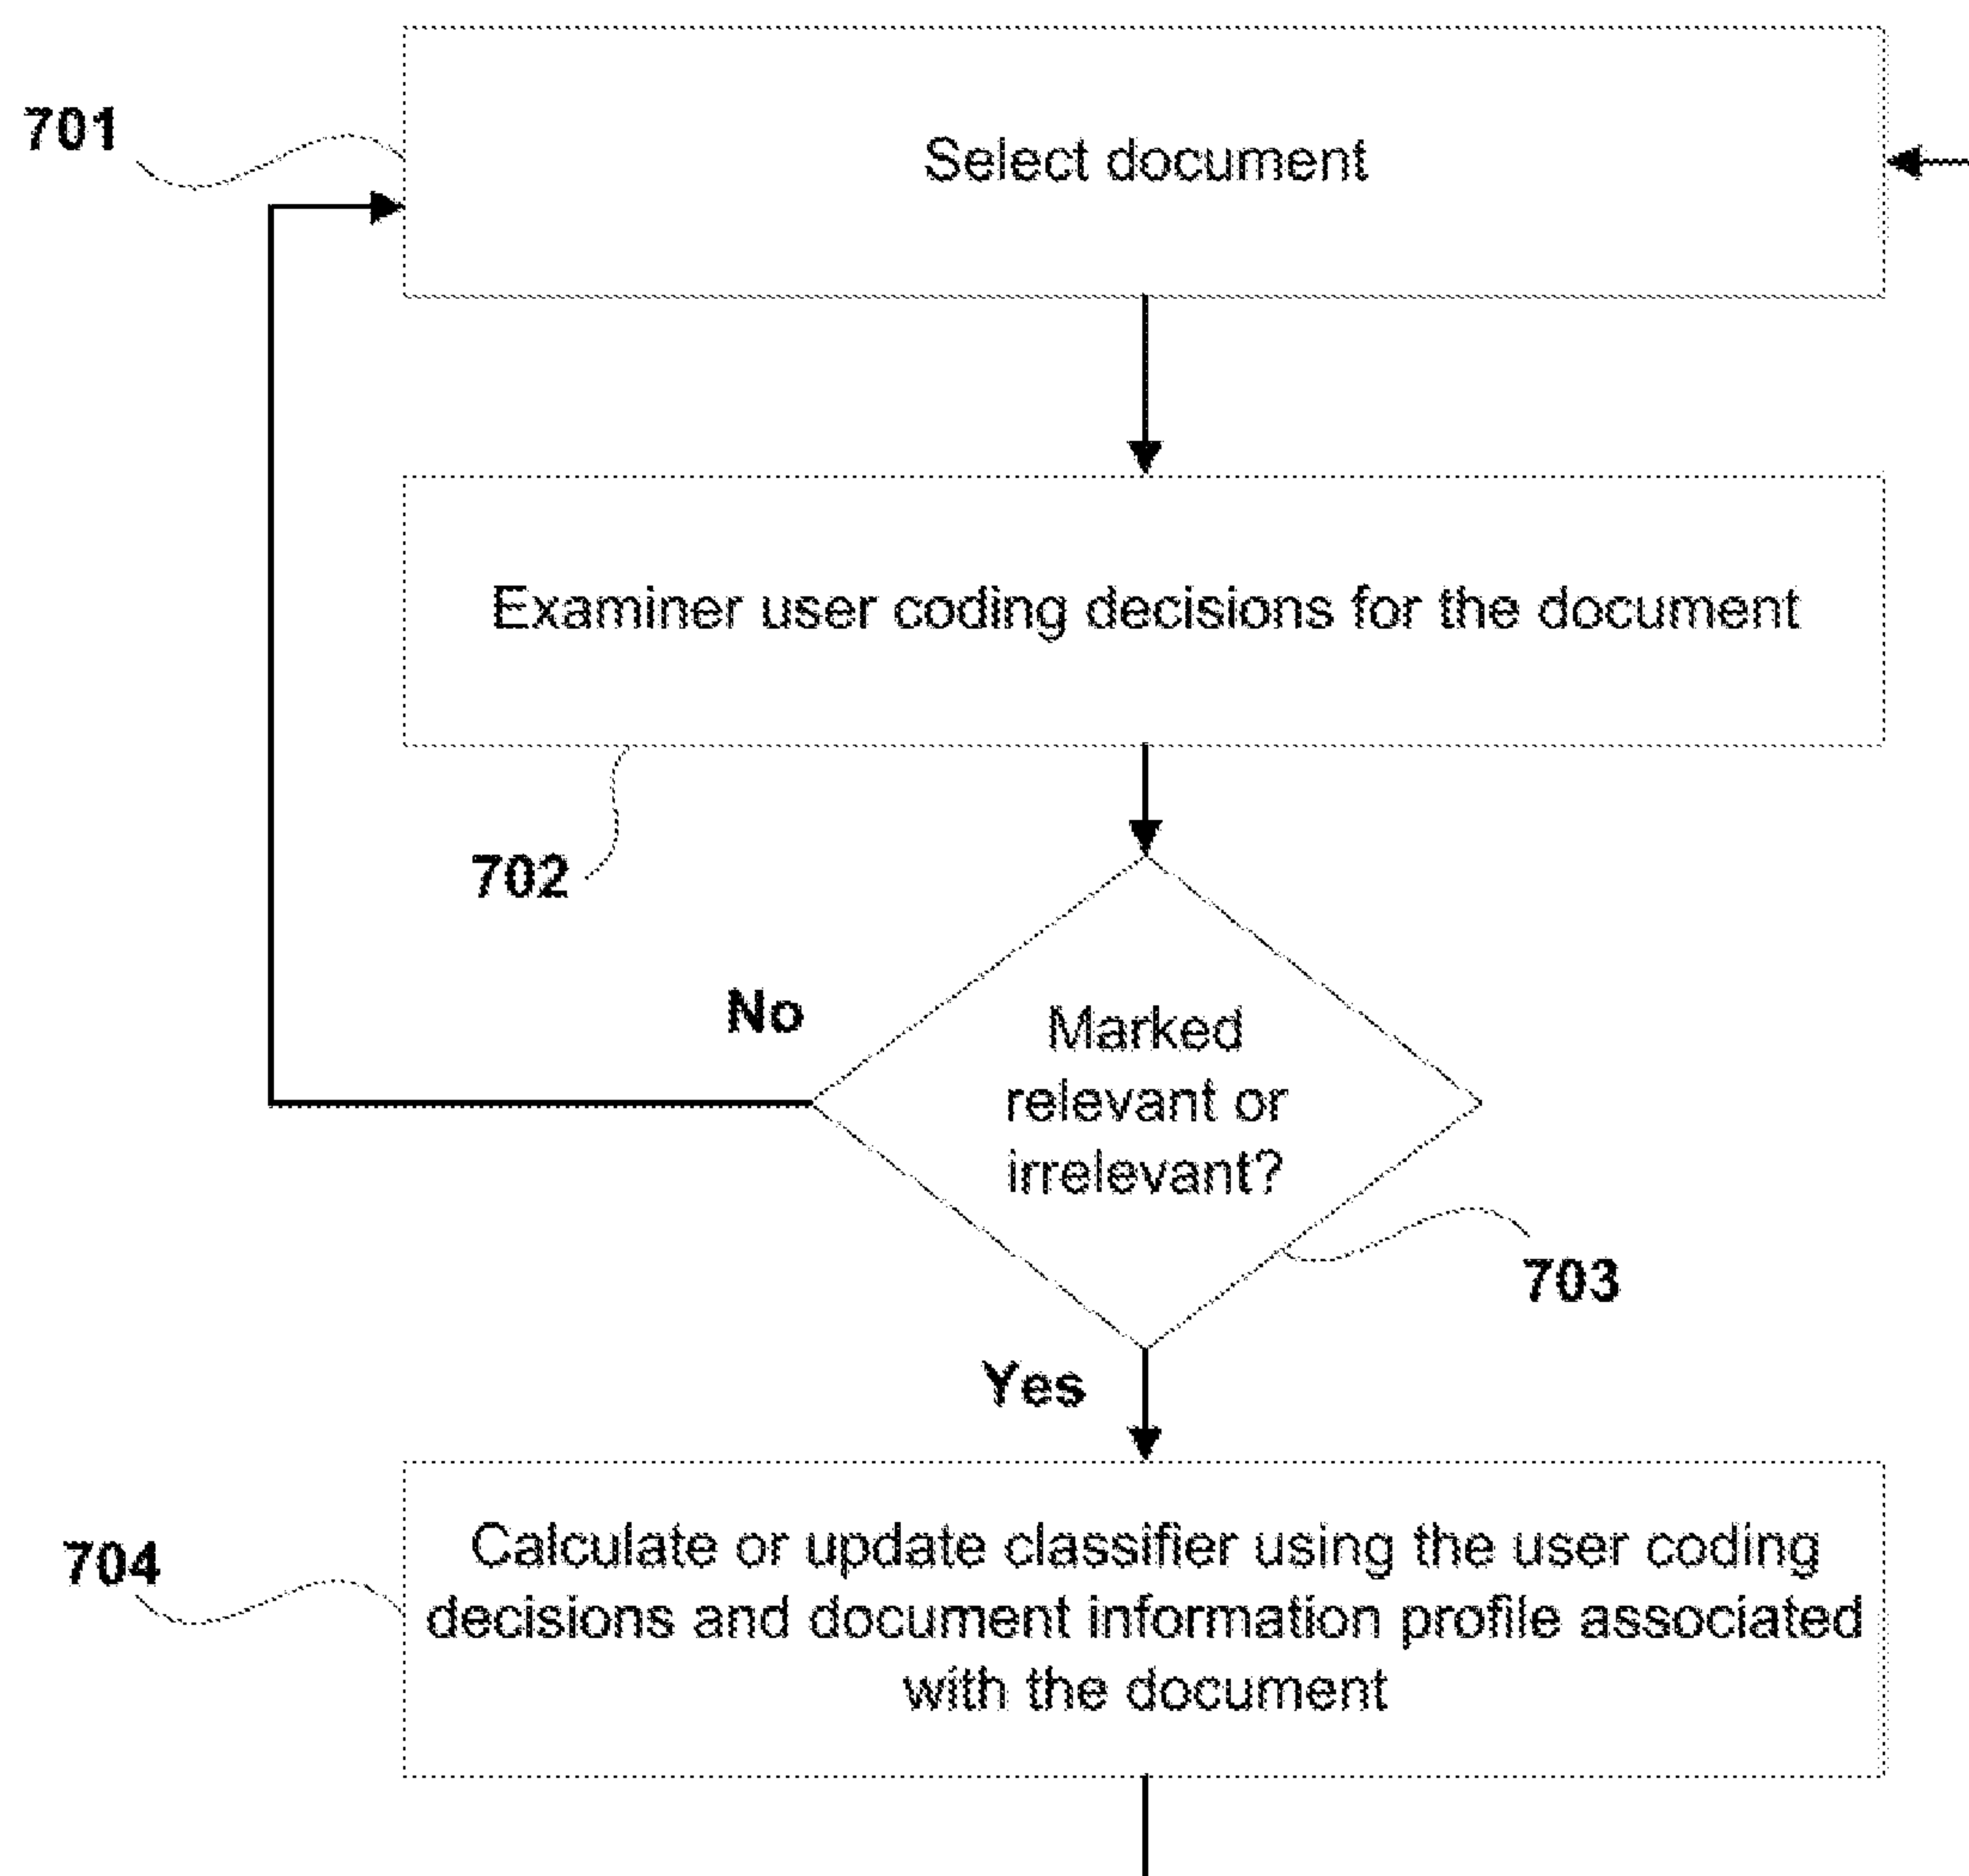 701
Select document
Examiner user coding decisions for the document
702
No
Marked
relevant or
irrelevant?
703
Yes
704
Calculate or update classifier using the user coding
decisions and document information profile associated
with the document